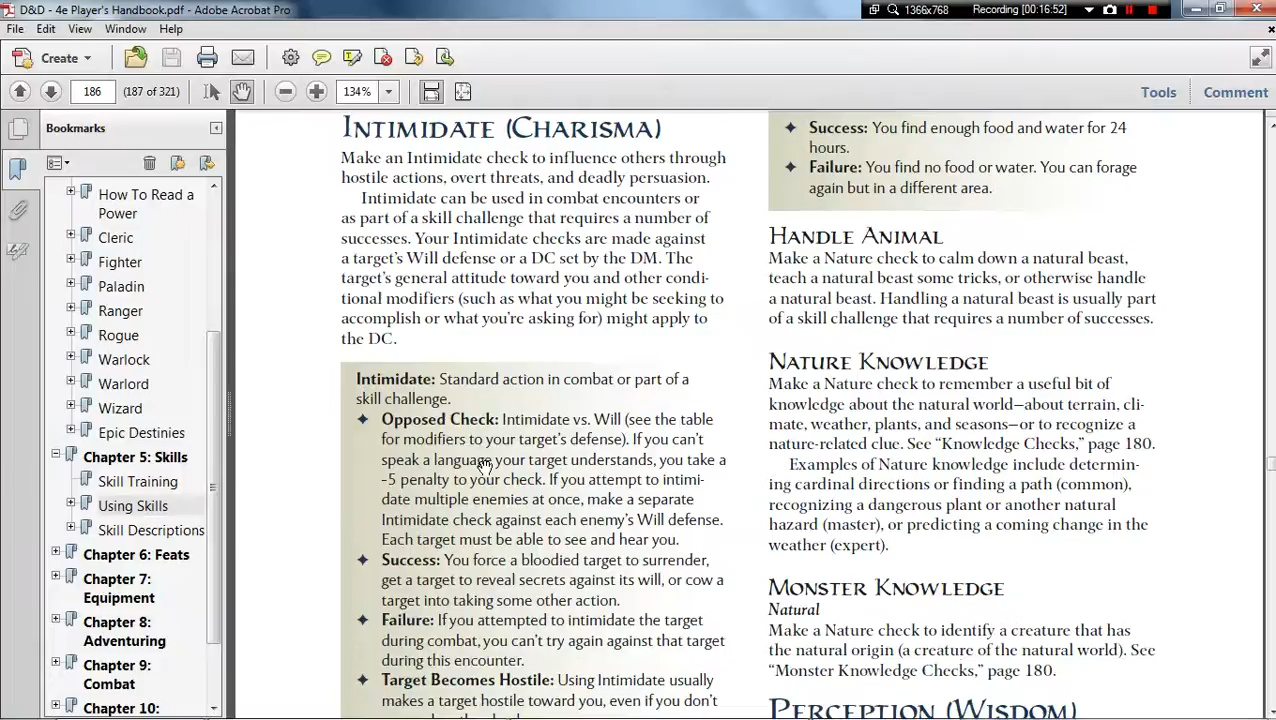 D&D - 4e Player's Handbook.pdf - Adobe Acrobat Pro
1366x768
Recording [00:16:52]
File Edit View Window Help
Create
186 (187 of 321)
134%
Tools Comment
Bookmarks
How To Read a
Power
Cleric
Fighter
Paladin
Ranger
Rogue
Warlock
Warlord
Wizard
Epic Destinies
Chapter 5: Skills
Skill Training
Using Skills
Skill Descriptions
Chapter 6: Feats
Chapter 7:
Equipment
Chapter 8:
Adventuring
Chapter 9:
Combat
Chapter 10:
Intimidate (Charisma)
Make an Intimidate check to influence others through
hostile actions, overt threats, and deadly persuasion.
Intimidate can be used in combat encounters or
as part of a skill challenge that requires a number of
successes. Your Intimidate checks are made against
a target's Will defense or a DC set by the DM. The
target's general attitude toward you and other condi-
tional modifiers (such as what you might be seeking to
accomplish or what you're asking for) might apply to
the DC.
Intimidate: Standard action in combat or part of a
skill challenge.
✦ Opposed Check: Intimidate vs. Will (see the table
for modifiers to your target's defense). If you can't
speak a language your target understands, you take a
-5 penalty to your check. If you attempt to intimi-
date multiple enemies at once, make a separate
Intimidate check against each enemy's Will defense.
Each target must be able to see and hear you.
✦ Success: You force a bloodied target to surrender,
get a target to reveal secrets against its will, or cow a
target into taking some other action.
✦ Failure: If you attempted to intimidate the target
during combat, you can't try again against that target
during this encounter.
✦ Target Becomes Hostile: Using Intimidate usually
makes a target hostile toward you, even if you don't
✦ Success: You find enough food and water for 24
hours.
✦ Failure: You find no food or water. You can forage
again but in a different area.
Handle Animal
Make a Nature check to calm down a natural beast,
teach a natural beast some tricks, or otherwise handle
a natural beast. Handling a natural beast is usually part
of a skill challenge that requires a number of successes.
Nature Knowledge
Make a Nature check to remember a useful bit of
knowledge about the natural world—about terrain, cli-
mate, weather, plants, and seasons—or to recognize a
nature-related clue. See “Knowledge Checks,” page 180.
Examples of Nature knowledge include determin-
ing cardinal directions or finding a path (common),
recognizing a dangerous plant or another natural
hazard (master), or predicting a coming change in the
weather (expert).
Monster Knowledge
Natural
Make a Nature check to identify a creature that has
the natural origin (a creature of the natural world). See
“Monster Knowledge Checks,” page 180.
Perception (Wisdom)